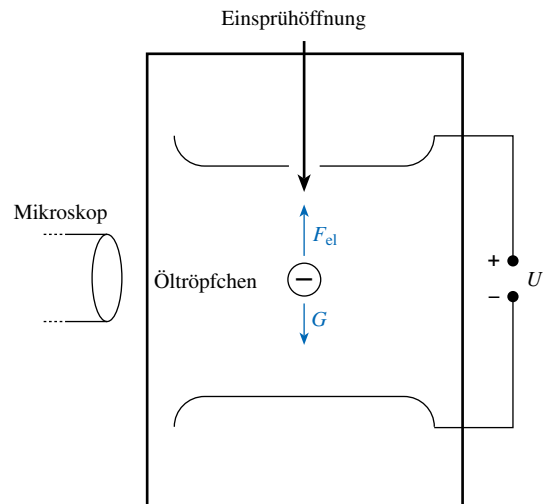 Einsprühöffnung
Mikroskop
F_el
Öltröpfchen
−
G
+
−
U